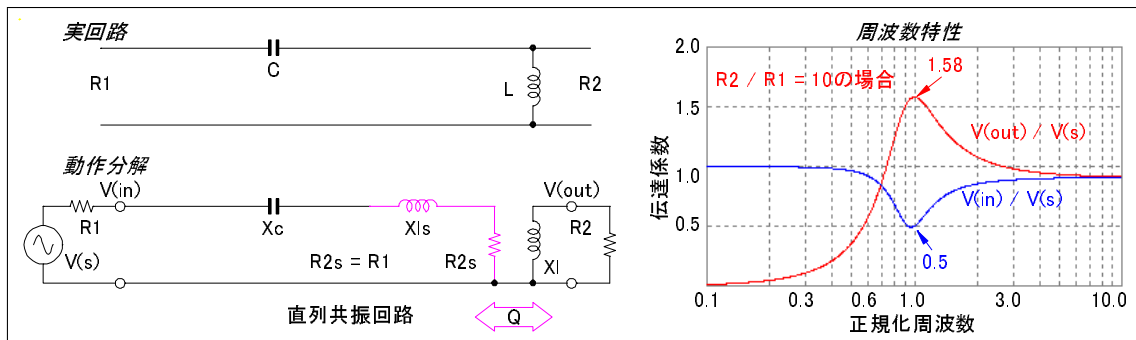 実回路
R1
C
L
R2
動作分解
V(in)
V(out)
R1
Xc
Xls
R2
V(s)
R2s = R1
R2s
Xl
直列共振回路
Q
周波数特性
2.0
R2 / R1 = 10の場合
1.58
1.5
V(out) / V(s)
伝達係数
1.0
V(in) / V(s)
0.5
0.5
0.1
0.3
0.6
1.0
3.0
10.0
正規化周波数